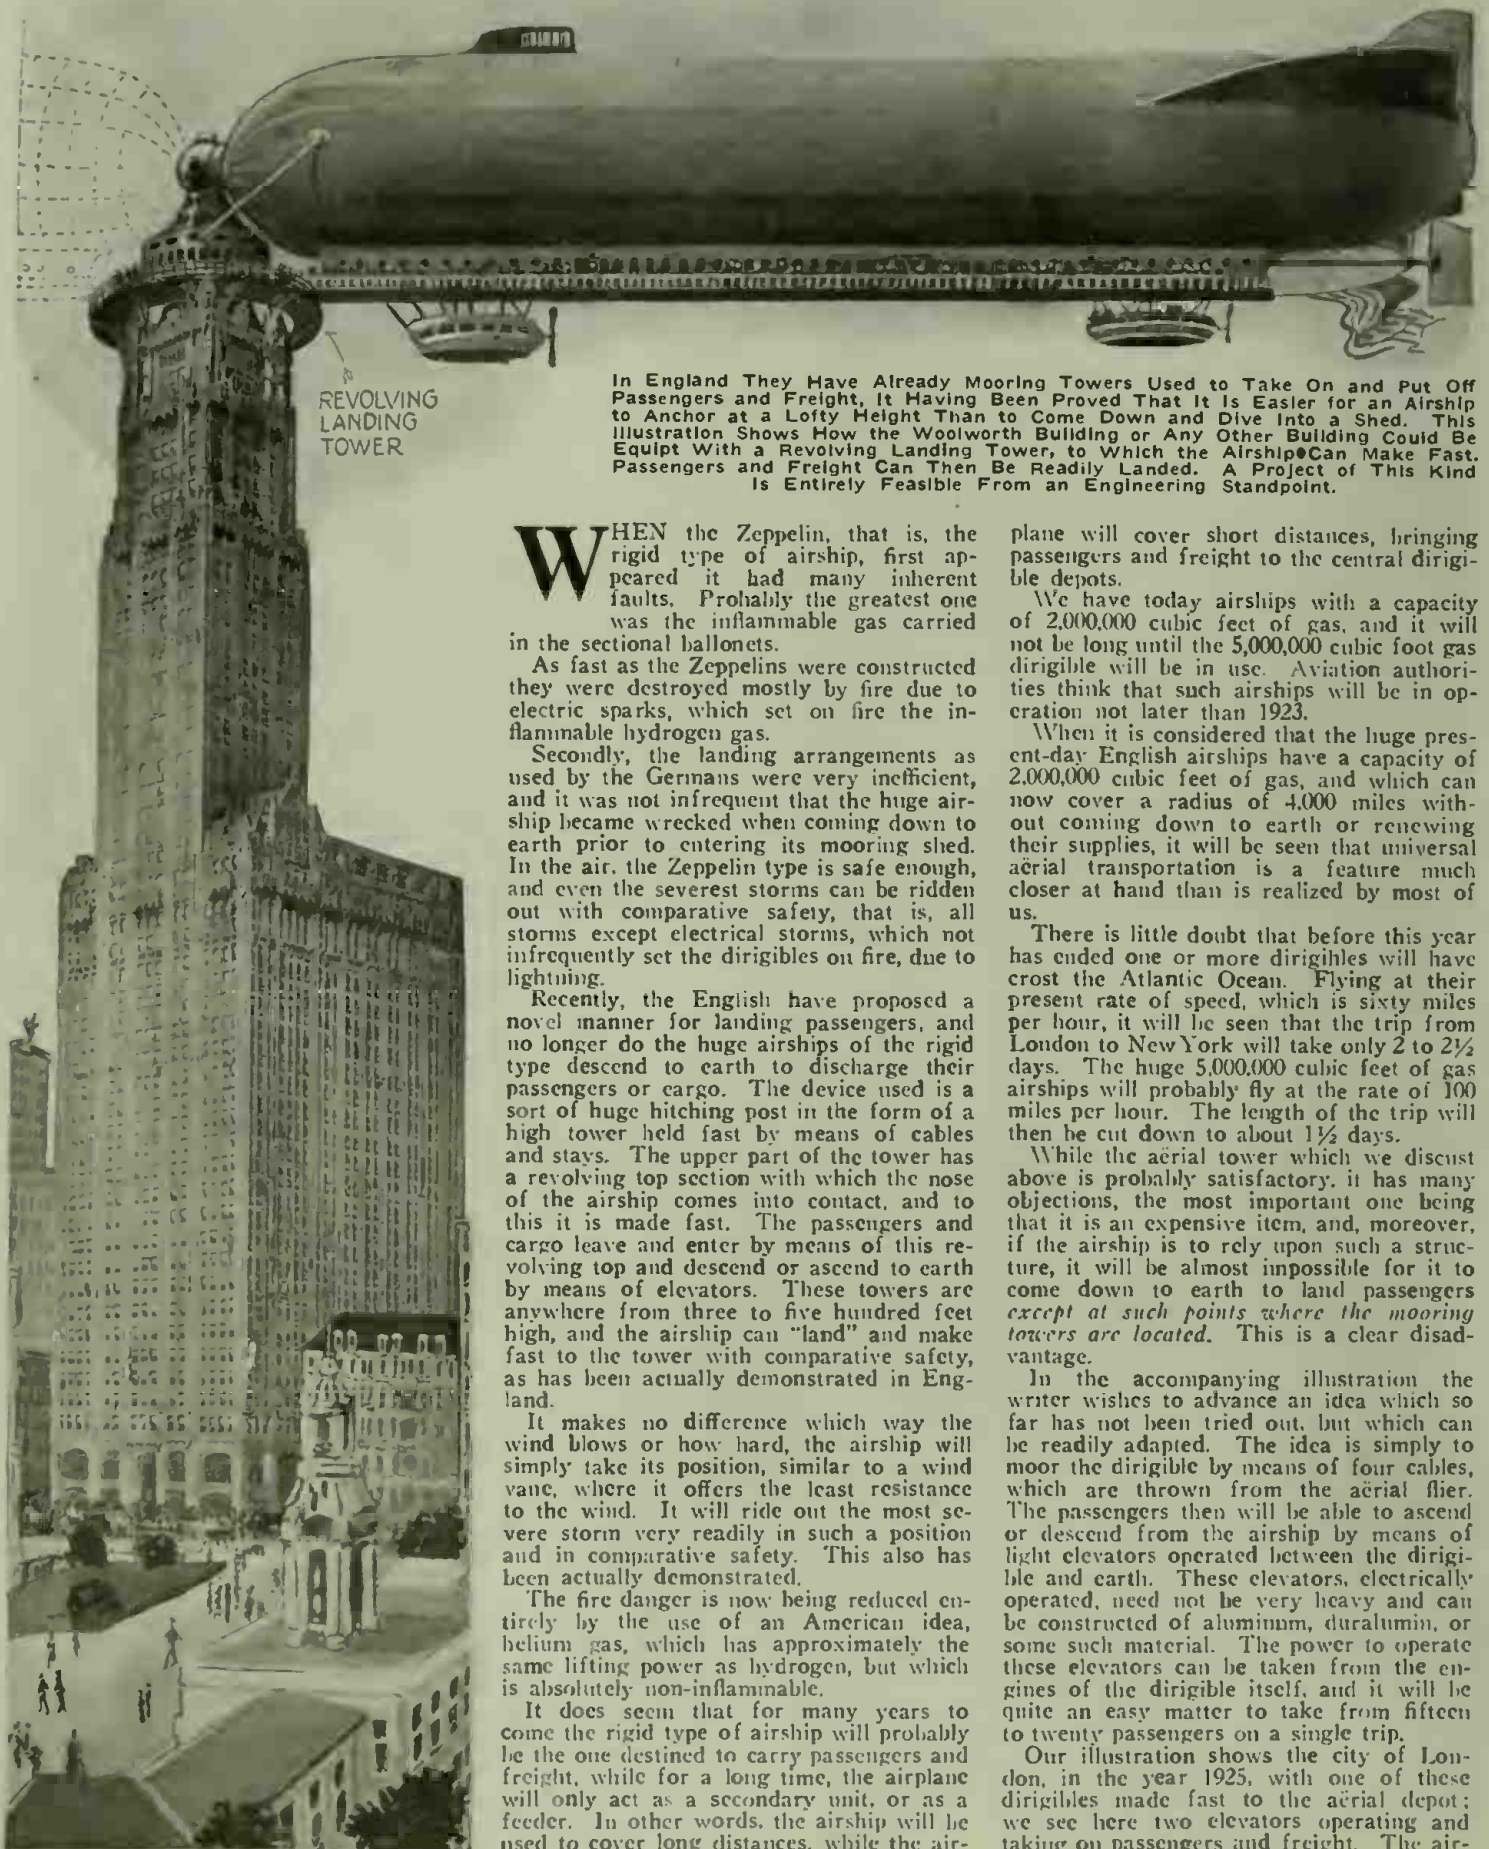 REVOLVING
LANDING
TOWER
In England They Have Already Mooring Towers Used to Take On and Put Off
Passengers and Freight, It Having Been Proved That It Is Easier for an Airship
to Anchor at a Lofty Height Than to Come Down and Dive Into a Shed. This
Illustration Shows How the Woolworth Building or Any Other Building Could Be
Equipt With a Revolving Landing Tower, to Which the Airship Can Make Fast.
Passengers and Freight Can Then Be Readily Landed. A Project of This Kind
Is Entirely Feasible From an Engineering Standpoint.
WHEN the Zeppelin, that is, the
rigid type of airship, first ap-
peared it had many inherent
faults. Probably the greatest one
was the inflammable gas carried
in the sectional ballonets.
As fast as the Zeppelins were constructed
they were destroyed mostly by fire due to
electric sparks, which set on fire the in-
flammable hydrogen gas.
Secondly, the landing arrangements as
used by the Germans were very inefficient,
and it was not infrequent that the huge air-
ship became wrecked when coming down to
earth prior to entering its mooring shed.
In the air, the Zeppelin type is safe enough,
and even the severest storms can be ridden
out with comparative safety, that is, all
storms except electrical storms, which not
infrequently set the dirigibles on fire, due to
lightning.
Recently, the English have proposed a
novel manner for landing passengers, and
no longer do the huge airships of the rigid
type descend to earth to discharge their
passengers or cargo. The device used is a
sort of huge hitching post in the form of a
high tower held fast by means of cables
and stays. The upper part of the tower has
a revolving top section with which the nose
of the airship comes into contact, and to
this it is made fast. The passengers and
cargo leave and enter by means of this re-
volving top and descend or ascend to earth
by means of elevators. These towers are
anywhere from three to five hundred feet
high, and the airship can "land" and make
fast to the tower with comparative safety,
as has been actually demonstrated in Eng-
land.
It makes no difference which way the
wind blows or how hard, the airship will
simply take its position, similar to a wind
vane, where it offers the least resistance
to the wind. It will ride out the most se-
vere storm very readily in such a position
and in comparative safety. This also has
been actually demonstrated.
The fire danger is now being reduced en-
tirely by the use of an American idea,
helium gas, which has approximately the
same lifting power as hydrogen, but which
is absolutely non-inflammable.
It does seem that for many years to
come the rigid type of airship will probably
be the one destined to carry passengers and
freight, while for a long time, the airplane
will only act as a secondary unit, or as a
feeder. In other words, the airship will be
used to cover long distances, while the air-
plane will cover short distances, bringing
passengers and freight to the central dirigi-
ble depots.
We have today airships with a capacity
of 2,000,000 cubic feet of gas, and it will
not be long until the 5,000,000 cubic foot gas
dirigible will be in use. Aviation authori-
ties think that such airships will be in op-
eration not later than 1923.
When it is considered that the huge pres-
ent-day English airships have a capacity of
2,000,000 cubic feet of gas, and which can
now cover a radius of 4,000 miles with-
out coming down to earth or renewing
their supplies, it will be seen that universal
aërial transportation is a feature much
closer at hand than is realized by most of
us.
There is little doubt that before this year
has ended one or more dirigibles will have
crost the Atlantic Ocean. Flying at their
present rate of speed, which is sixty miles
per hour, it will be seen that the trip from
London to New York will take only 2 to 2½
days. The huge 5,000,000 cubic feet of gas
airships will probably fly at the rate of 100
miles per hour. The length of the trip will
then be cut down to about 1½ days.
While the aërial tower which we discust
above is probably satisfactory, it has many
objections, the most important one being
that it is an expensive item, and, moreover,
if the airship is to rely upon such a struc-
ture, it will be almost impossible for it to
come down to earth to land passengers
except at such points where the mooring
towers are located. This is a clear disad-
vantage.
In the accompanying illustration the
writer wishes to advance an idea which so
far has not been tried out, but which can
be readily adapted. The idea is simply to
moor the dirigible by means of four cables,
which are thrown from the aërial flier.
The passengers then will be able to ascend
or descend from the airship by means of
light elevators operated between the dirigi-
ble and earth. These elevators, electrically
operated, need not be very heavy and can
be constructed of aluminum, duralumin, or
some such material. The power to operate
these elevators can be taken from the en-
gines of the dirigible itself, and it will be
quite an easy matter to take from fifteen
to twenty passengers on a single trip.
Our illustration shows the city of Lon-
don, in the year 1925, with one of these
dirigibles made fast to the aërial depot;
we see here two elevators operating and
taking on passengers and freight. The air-